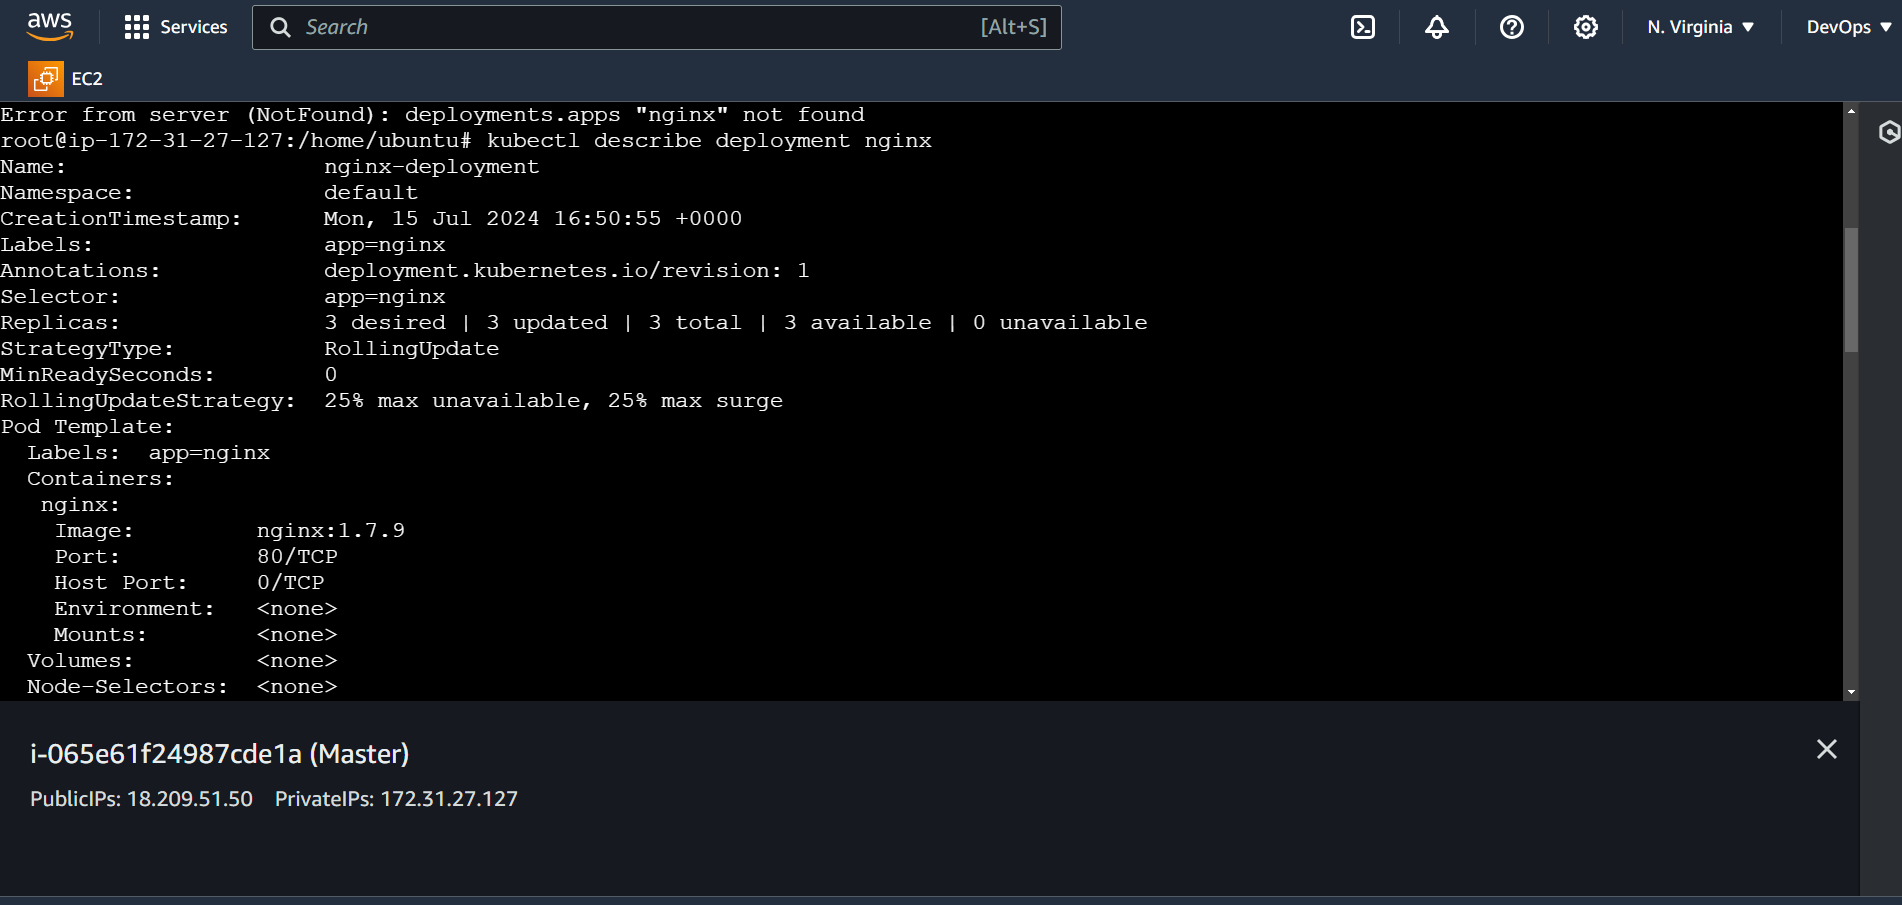 aws Services Search [Alt+S] N. Virginia DevOps
EC2
Error from server (NotFound): deployments.apps "nginx" not found
root@ip-172-31-27-127:/home/ubuntu# kubectl describe deployment nginx
Name:                   nginx-deployment
Namespace:              default
CreationTimestamp:      Mon, 15 Jul 2024 16:50:55 +0000
Labels:                 app=nginx
Annotations:            deployment.kubernetes.io/revision: 1
Selector:               app=nginx
Replicas:               3 desired | 3 updated | 3 total | 3 available | 0 unavailable
StrategyType:           RollingUpdate
MinReadySeconds:        0
RollingUpdateStrategy:  25% max unavailable, 25% max surge
Pod Template:
  Labels:  app=nginx
  Containers:
   nginx:
    Image:         nginx:1.7.9
    Port:          80/TCP
    Host Port:     0/TCP
    Environment:   <none>
    Mounts:        <none>
  Volumes:         <none>
  Node-Selectors:  <none>
i-065e61f24987cde1a (Master)
PublicIPs: 18.209.51.50 PrivateIPs: 172.31.27.127